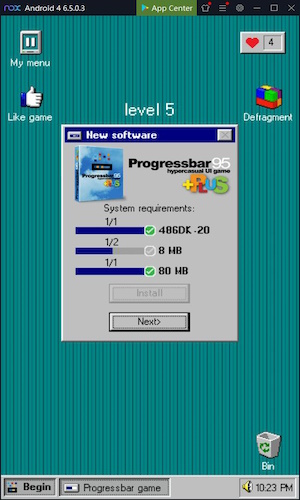 nox Android 4 6.5.0.3 App Center
My menu
4
Like game
Defragment
level 5
New software
Progressbar95
hypercasual UI game
+PLUS
System requirements:
1/1
486DK-20
1/2
8 MB
1/1
80 MB
Install
Next>
Bin
Begin
Progressbar game
10:23 PM